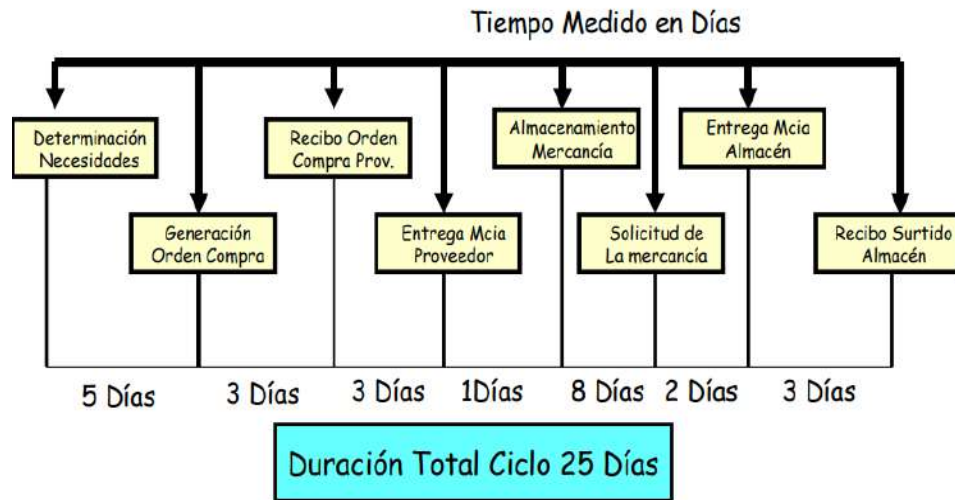 Tiempo Medido en Días
Determinación
Necesidades
Recibo Orden
Compra Prov.
Almacenamiento
Mercancía
Entrega Mcia
Almacén
Generación
Orden Compra
Entrega Mcia
Proveedor
Solicitud de
La mercancía
Recibo Surtido
Almacén
5 Días
3 Días
3 Días
1Días
8 Días
2 Días
3 Días
Duración Total Ciclo 25 Días